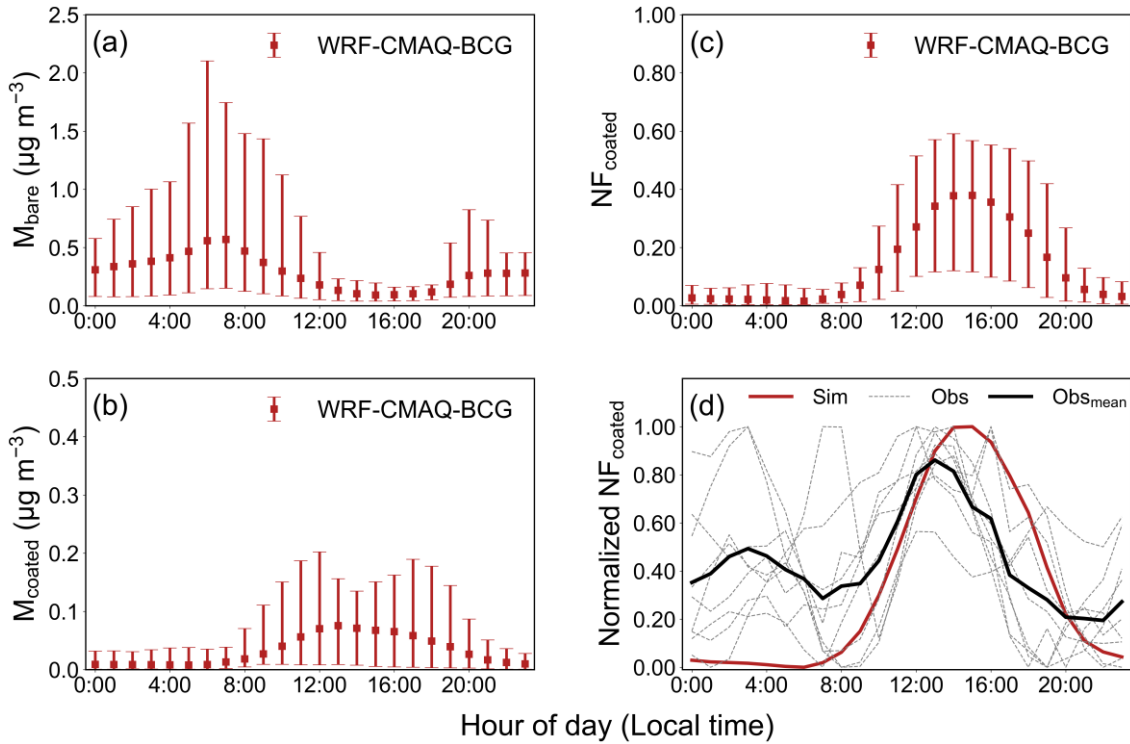 (a)
WRF-CMAQ-BCG
M_bare (μg m⁻³)
2.5
2.0
1.5
1.0
0.5
0.0
0:00 4:00 8:00 12:00 16:00 20:00
(c)
WRF-CMAQ-BCG
NF_coated
1.00
0.80
0.60
0.40
0.20
0.00
0:00 4:00 8:00 12:00 16:00 20:00
(b)
WRF-CMAQ-BCG
M_coated (μg m⁻³)
0.5
0.4
0.3
0.2
0.1
0.0
0:00 4:00 8:00 12:00 16:00 20:00
(d)
Sim Obs Obs_mean
Normalized NF_coated
1.00
0.80
0.60
0.40
0.20
0.00
0:00 4:00 8:00 12:00 16:00 20:00
Hour of day (Local time)